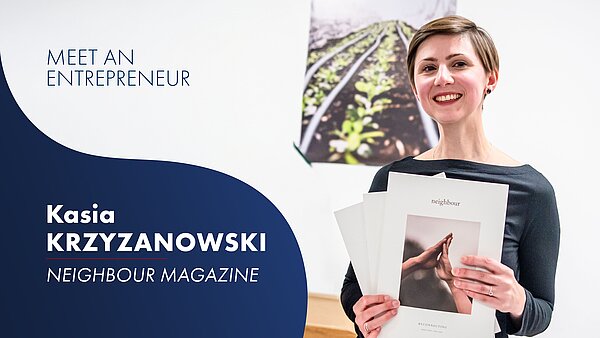 MEET AN
ENTREPRENEUR
Kasia
KRZYZANOWSKI
NEIGHBOUR MAGAZINE
neighbour